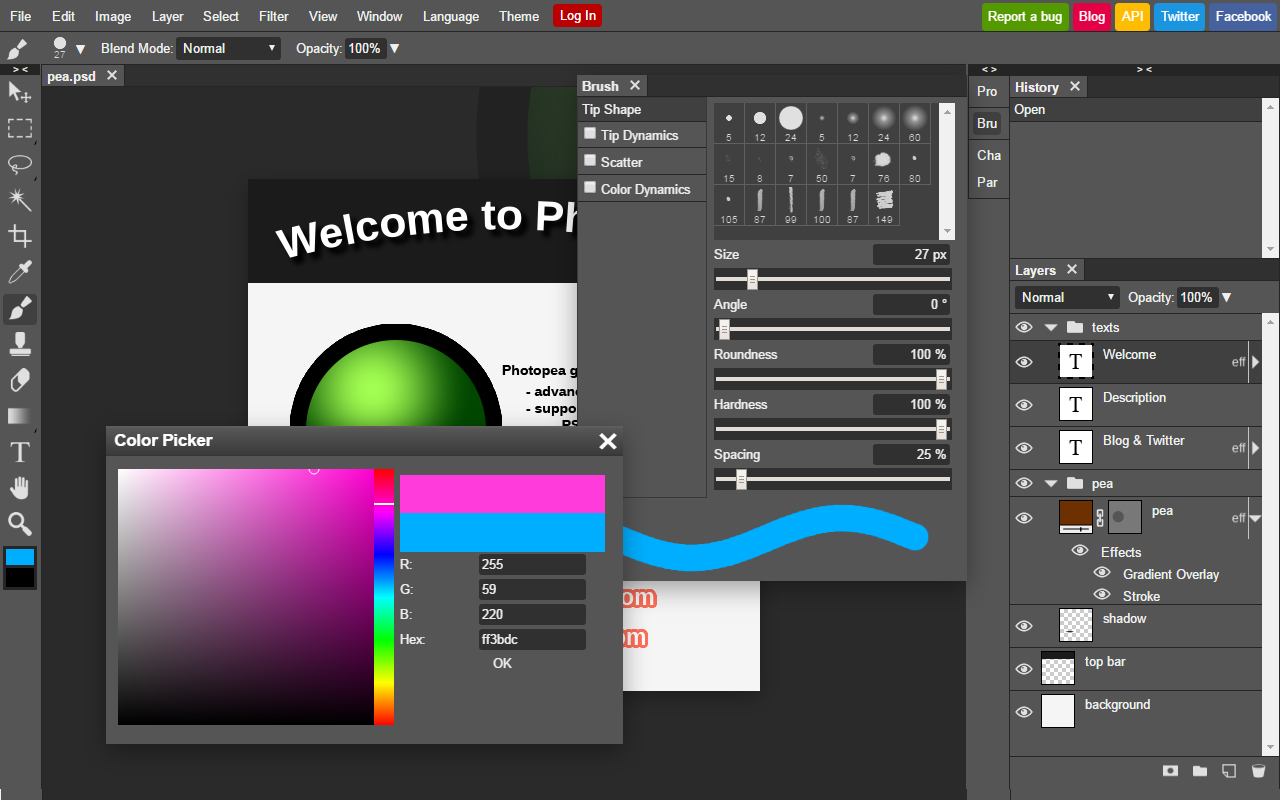 File Edit Image Layer Select Filter View Window Language Theme Log In Report a bug Blog API Twitter Facebook
27 Blend Mode: Normal Opacity: 100%
> < < > > <
pea.psd
Brush
Tip Shape
Tip Dynamics
Scatter
Color Dynamics
5 12 24 5 12 24 60
15 8 7 50 7 76 80
105 87 99 100 87 149
Size 27 px
Angle 0 °
Roundness 100 %
Hardness 100 %
Spacing 25 %
Pro
Bru
Cha
Par
History
Open
Layers
Normal Opacity: 100%
texts
T Welcome eff
T Description
T Blog & Twitter eff
pea
pea eff
Effects
Gradient Overlay
Stroke
shadow
top bar
background
Welcome to Ph
Photopea g
- advan
- suppo
om
om
Color Picker
R: 255
G: 59
B: 220
Hex: ff3bdc
OK